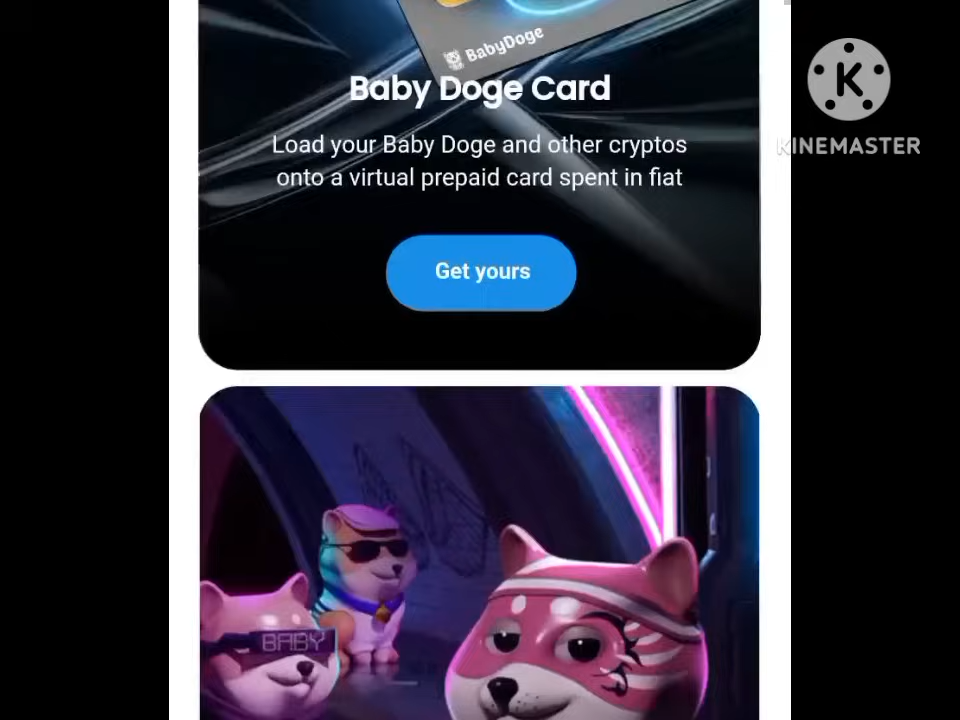 BabyDoge
Baby Doge Card
Load your Baby Doge and other cryptos
onto a virtual prepaid card spent in fiat
Get yours
BABY
K
KINEMASTER